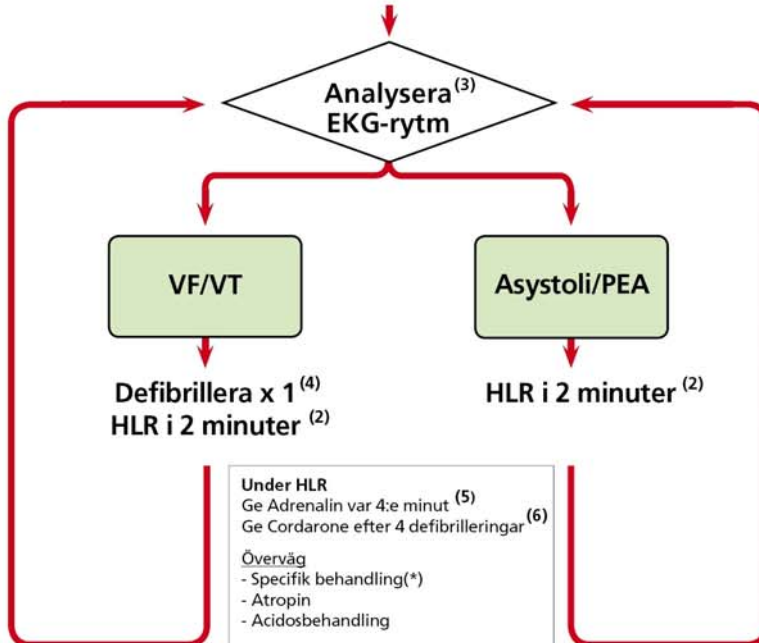 Analysera (3)
EKG-rytm
VF/VT
Asystoli/PEA
Defibrillera x 1 (4)
HLR i 2 minuter (2)
HLR i 2 minuter (2)
Under HLR
Ge Adrenalin var 4:e minut (5)
Ge Cordarone efter 4 defibrilleringar (6)
Överväg
- Specifik behandling(*)
- Atropin
- Acidosbehandling